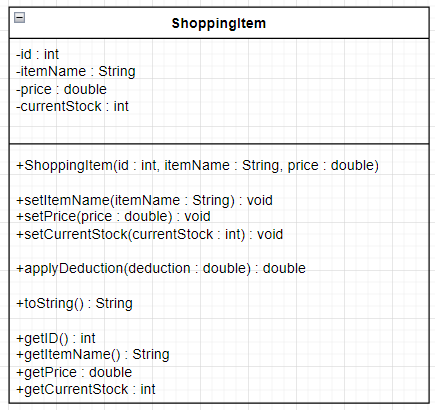 ShoppingItem
-id : int
-itemName : String
-price : double
-currentStock : int
+ShoppingItem(id : int, itemName : String, price : double)
+setItemName(itemName : String) : void
+setPrice(price : double) : void
+setCurrentStock(currentStock : int) : void
+applyDeduction(deduction : double) : double
+toString() : String
+getID() : int
+getItemName() : String
+getPrice : double
+getCurrentStock : int